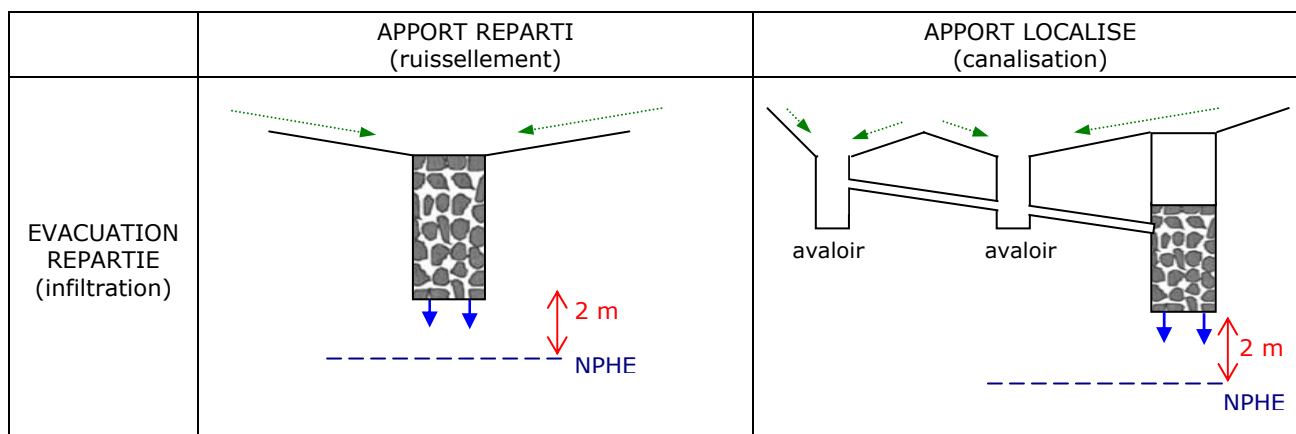 APPORT REPARTI
(ruissellement)
APPORT LOCALISE
(canalisation)
EVACUATION
REPARTIE
(infiltration)
2 m
NPHE
avaloir
avaloir
2 m
NPHE